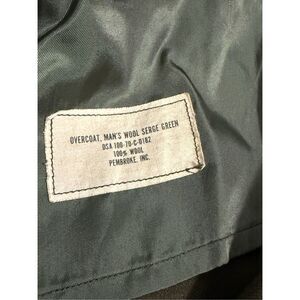 OVERCOAT, MAN'S WOOL SERGE GREEN
DSA 100-70-C-0182
100% WOOL
PEMBROKE, INC.